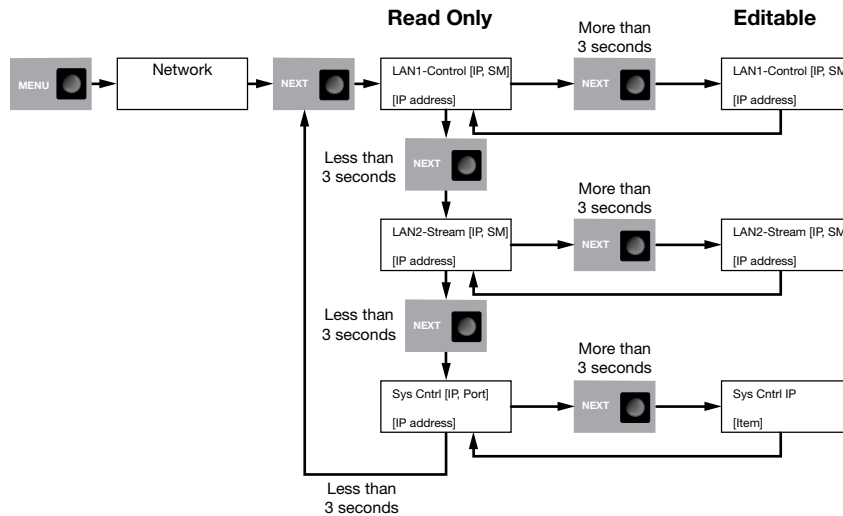 Read Only
Editable
More than
3 seconds
MENU
Network
NEXT
LAN1-Control [IP, SM]
[IP address]
NEXT
LAN1-Control [IP, SM
[IP address]
Less than
3 seconds
NEXT
More than
3 seconds
LAN2-Stream [IP, SM]
[IP address]
NEXT
LAN2-Stream [IP, SM
[IP address]
Less than
3 seconds
NEXT
More than
3 seconds
Sys Cntrl [IP, Port]
[IP address]
NEXT
Sys Cntrl IP
[Item]
Less than
3 seconds